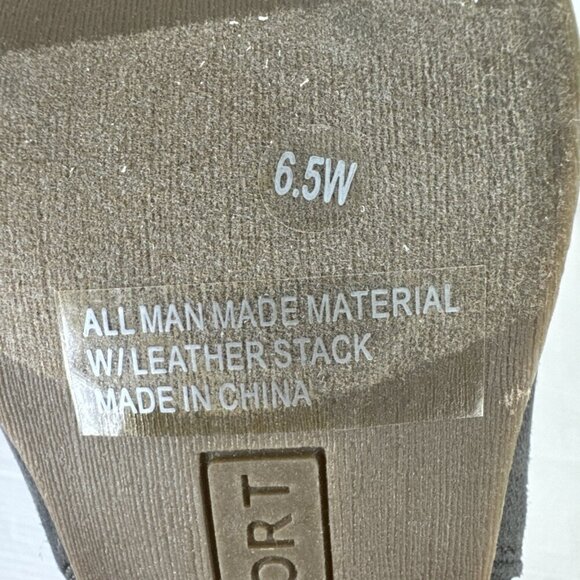 6.5W
ALL MAN MADE MATERIAL
W/ LEATHER STACK
MADE IN CHINA
ORT